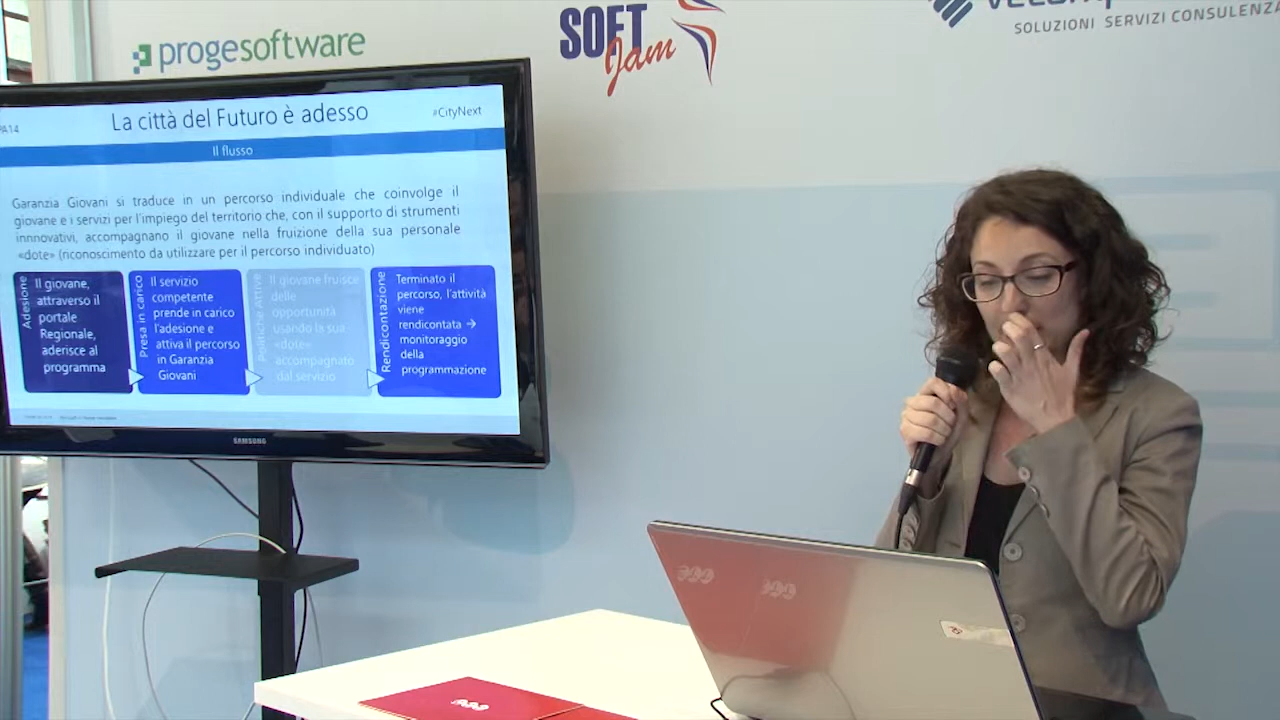 progesoftware
SOFT
Jam
SOLUZIONI SERVIZI CONSULENZA
La città del Futuro è adesso
#CityNext
Il flusso
Garanzia Giovani si traduce in un percorso individuale che coinvolge il
giovane e i servizi per l'impiego del territorio che, con il supporto di strumenti
innnovativi, accompagnano il giovane nella fruizione della sua personale
«dote» (riconoscimento da utilizzare per il percorso individuato)
Adesione
Il giovane,
attraverso il
portale
Regionale,
aderisce al
programma
Presa in carico
Il servizio
competente
prende in carico
l'adesione e
attiva il percorso
in Garanzia
Giovani
Politiche Attive
Il giovane fruisce
delle
opportunità
usando la sua
«dote»
accompagnato
dal servizio
Rendicontazione
Terminato il
percorso, l'attività
viene
rendicontata →
monitoraggio
della
programmazione
SAMSUNG